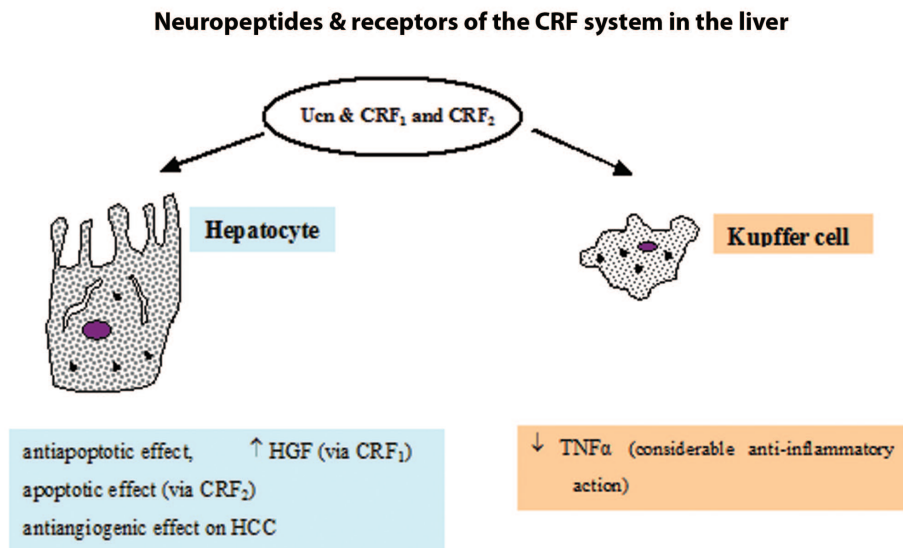 Neuropeptides & receptors of the CRF system in the liver
Ucn & CRF₁ and CRF₂
Hepatocyte
Kupffer cell
antiapoptotic effect, ↑ HGF (via CRF₁)
apoptotic effect (via CRF₂)
antiangiogenic effect on HCC
↓ TNFα (considerable anti-inflammatory
action)